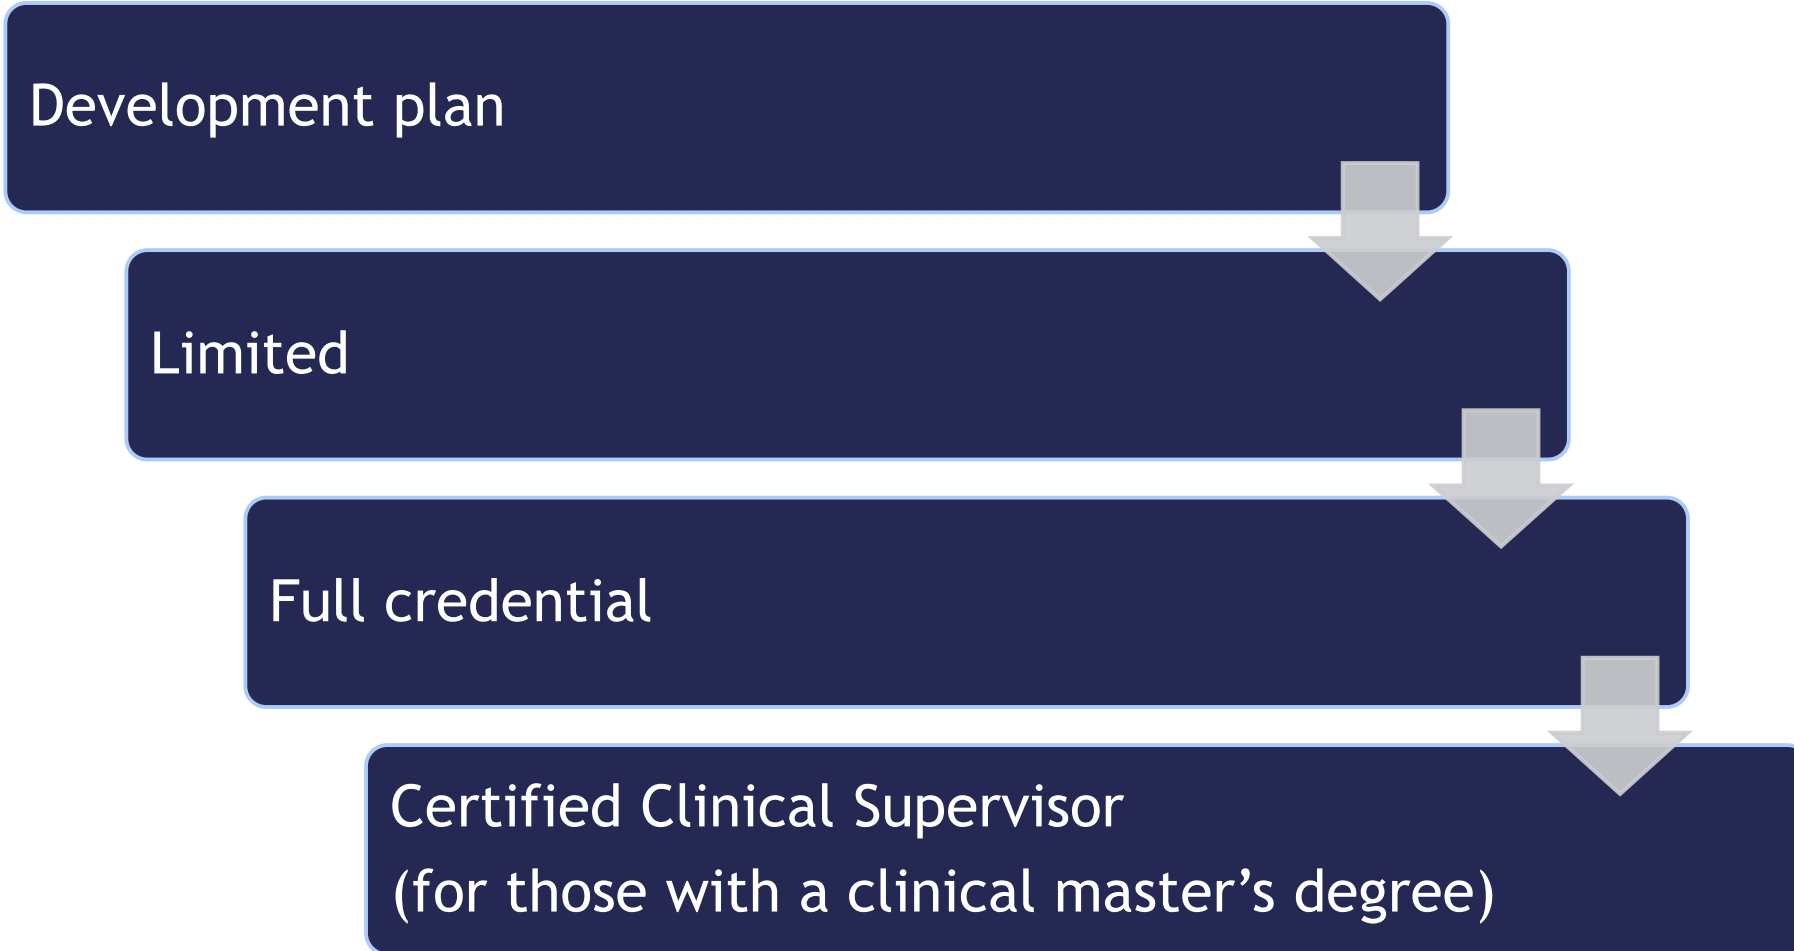 Development plan
Limited
Full credential
Certified Clinical Supervisor
(for those with a clinical master’s degree)